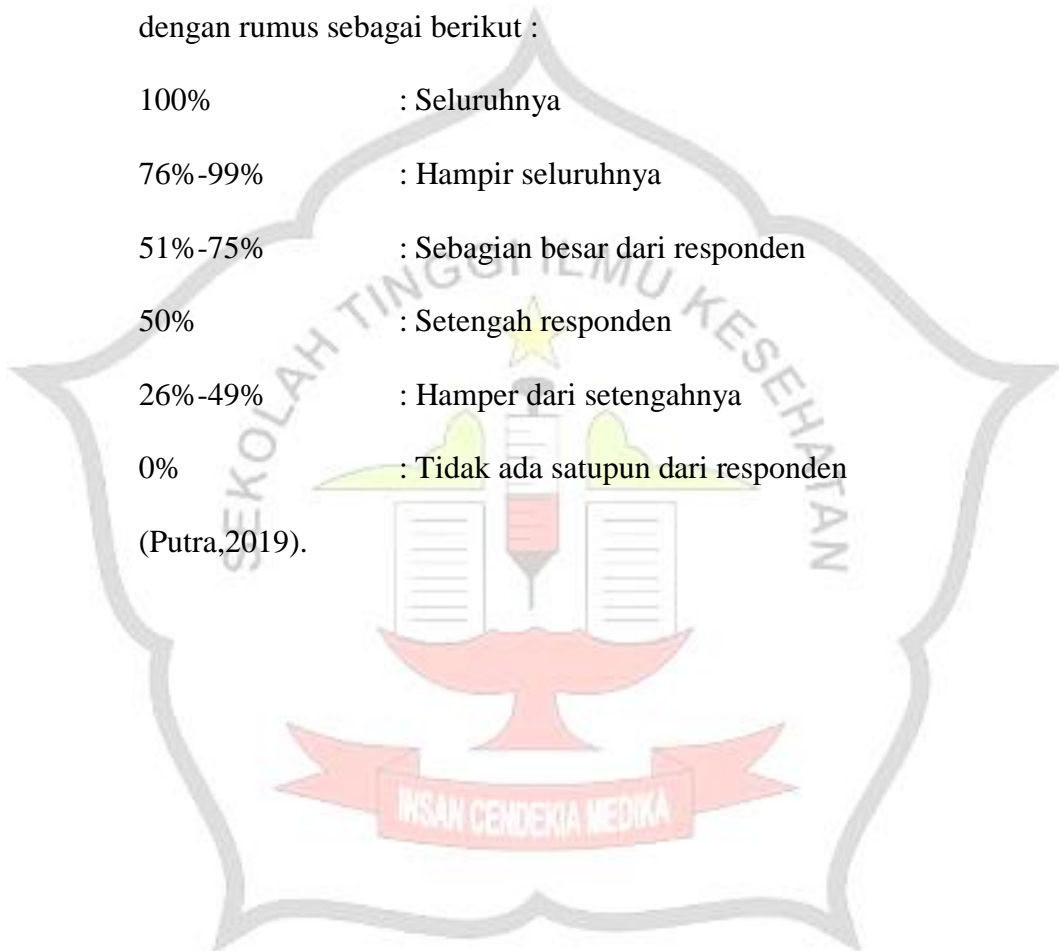 dengan rumus sebagai berikut :
100% : Seluruhnya
76%-99% : Hampir seluruhnya
51%-75% : Sebagian besar dari responden
50% : Setengah responden
26%-49% : Hamper dari setengahnya
0% : Tidak ada satupun dari responden
(Putra,2019).
SEKOLAH TINGGI ILMU KESEHATAN
INSAN CENDEKIA MEDIKA